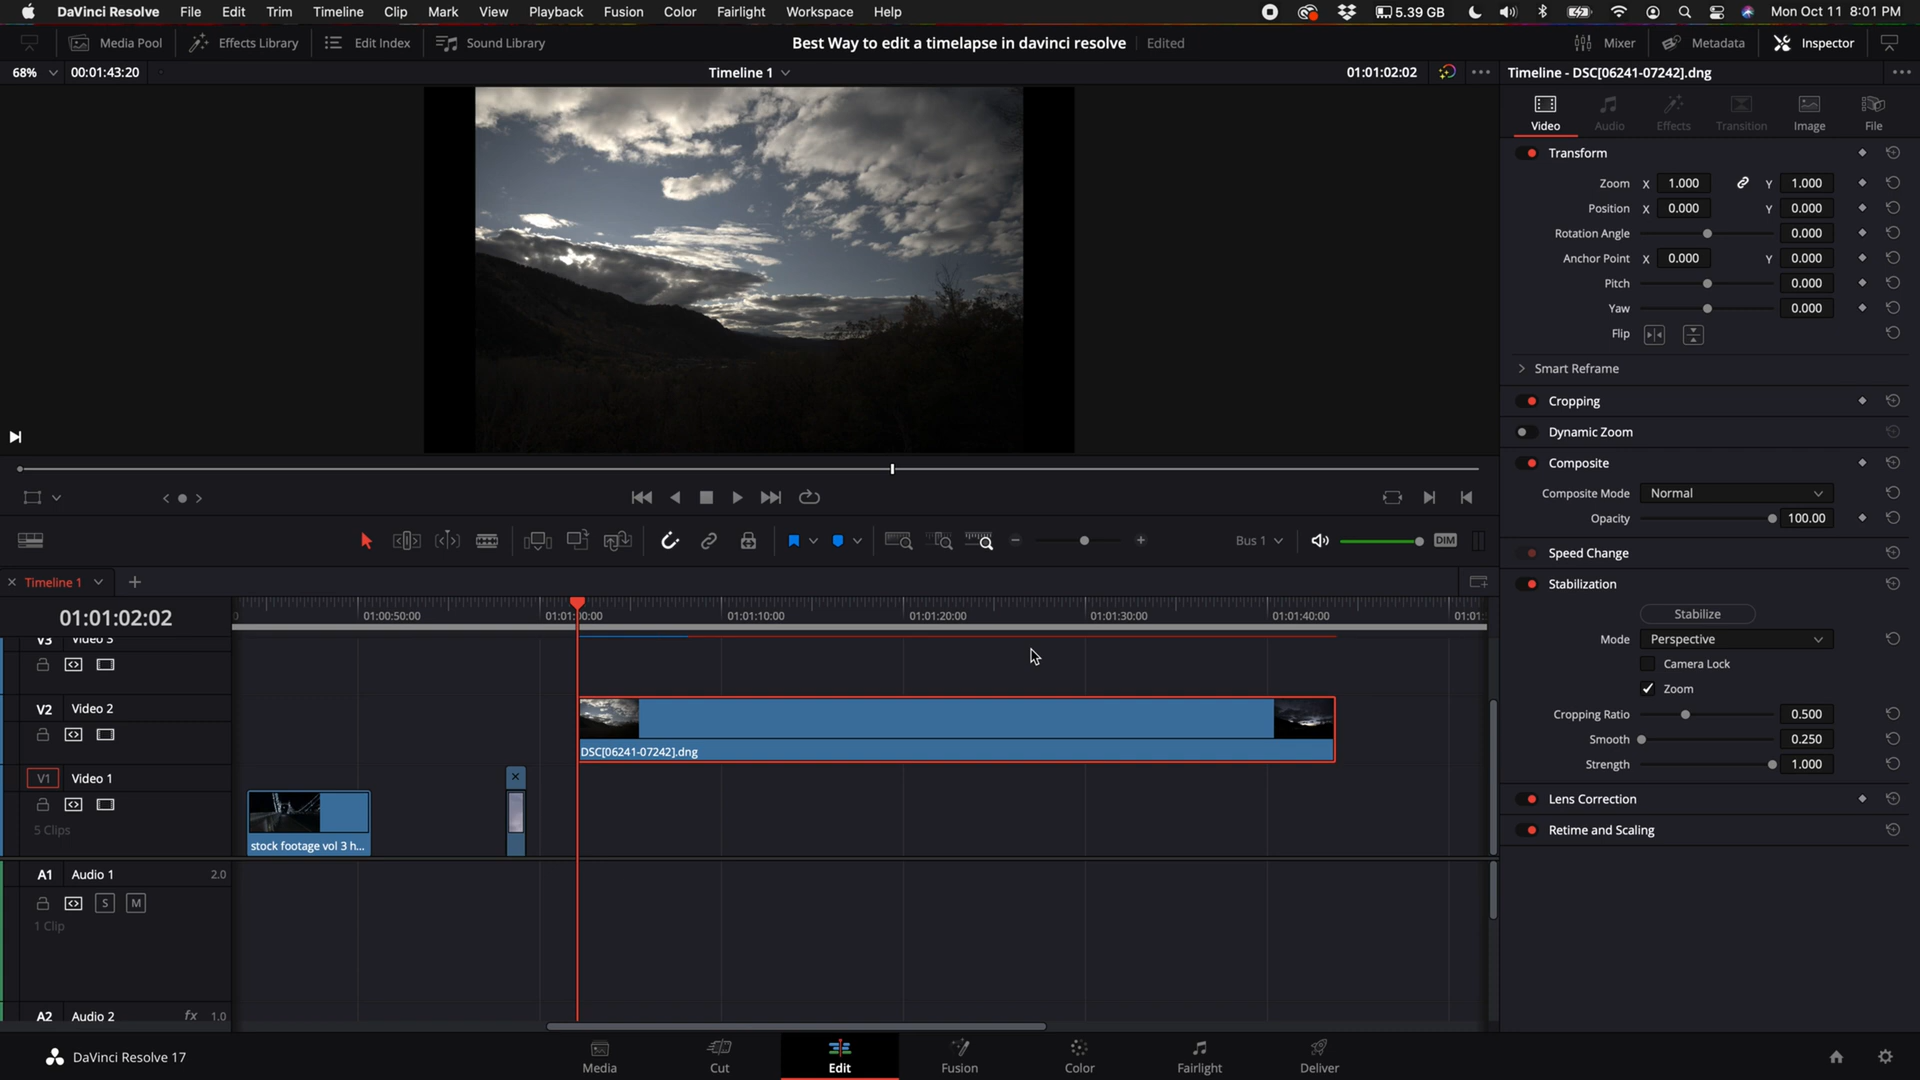 DaVinci Resolve File Edit Trim Timeline Clip Mark View Playback Fusion Color Fairlight Workspace Help 5.39 GB Mon Oct 11 8:01 PM
Media Pool Effects Library Edit Index Sound Library Best Way to edit a timelapse in davinci resolve Edited Mixer Metadata Inspector
68% 00:01:43:20 Timeline 1 01:01:02:02 Timeline - DSC[06241-07242].dng
Video Audio Effects Transition Image File
Transform
Zoom X 1.000 Y 1.000
Position X 0.000 Y 0.000
Rotation Angle 0.000
Anchor Point X 0.000 Y 0.000
Pitch 0.000
Yaw 0.000
Flip
Smart Reframe
Cropping
Dynamic Zoom
Composite
Composite Mode Normal
Opacity 100.00
Bus 1 DIM
Speed Change
Stabilization
Stabilize
Mode Perspective
Camera Lock
Zoom
Cropping Ratio 0.500
Smooth 0.250
Strength 1.000
Lens Correction
Retime and Scaling
Timeline 1
01:01:02:02 01:00:50:00 01:01:00:00 01:01:10:00 01:01:20:00 01:01:30:00 01:01:40:00 01:01:
V3 Video 3
V2 Video 2
DSC[06241-07242].dng
V1 Video 1
5 Clips
stock footage vol 3 h...
A1 Audio 1 2.0
S M
1 Clip
A2 Audio 2 fx 1.0
DaVinci Resolve 17
Media Cut Edit Fusion Color Fairlight Deliver